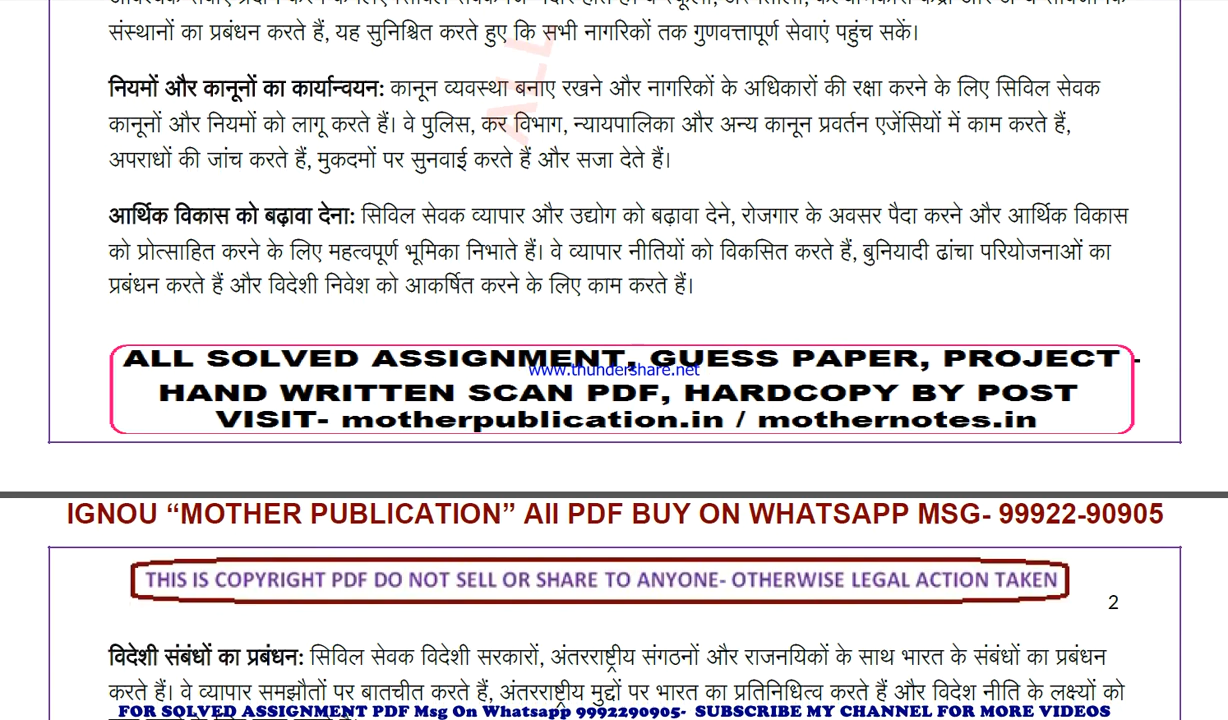 संस्थानों का प्रबंधन करते हैं, यह सुनिश्चित करते हुए कि सभी नागरिकों तक गुणवत्तापूर्ण सेवाएं पहुंच सकें।
ALL
नियमों और कानूनों का कार्यान्वयन: कानून व्यवस्था बनाए रखने और नागरिकों के अधिकारों की रक्षा करने के लिए सिविल सेवक
कानूनों और नियमों को लागू करते हैं। वे पुलिस, कर विभाग, न्यायपालिका और अन्य कानून प्रवर्तन एजेंसियों में काम करते हैं,
अपराधों की जांच करते हैं, मुकदमों पर सुनवाई करते हैं और सजा देते हैं।
आर्थिक विकास को बढ़ावा देना: सिविल सेवक व्यापार और उद्योग को बढ़ावा देने, रोजगार के अवसर पैदा करने और आर्थिक विकास
को प्रोत्साहित करने के लिए महत्वपूर्ण भूमिका निभाते हैं। वे व्यापार नीतियों को विकसित करते हैं, बुनियादी ढांचा परियोजनाओं का
प्रबंधन करते हैं और विदेशी निवेश को आकर्षित करने के लिए काम करते हैं।
ALL SOLVED ASSIGNMENT, GUESS PAPER, PROJECT -
www.thundershare.net
HAND WRITTEN SCAN PDF, HARDCOPY BY POST
VISIT- motherpublication.in / mothernotes.in
IGNOU “MOTHER PUBLICATION” All PDF BUY ON WHATSAPP MSG- 99922-90905
THIS IS COPYRIGHT PDF DO NOT SELL OR SHARE TO ANYONE- OTHERWISE LEGAL ACTION TAKEN
2
विदेशी संबंधों का प्रबंधन: सिविल सेवक विदेशी सरकारों, अंतरराष्ट्रीय संगठनों और राजनयिकों के साथ भारत के संबंधों का प्रबंधन
करते हैं। वे व्यापार समझौतों पर बातचीत करते हैं, अंतरराष्ट्रीय मुद्दों पर भारत का प्रतिनिधित्व करते हैं और विदेश नीति के लक्ष्यों को
FOR SOLVED ASSIGNMENT PDF Msg On Whatsapp 9992290905- SUBSCRIBE MY CHANNEL FOR MORE VIDEOS